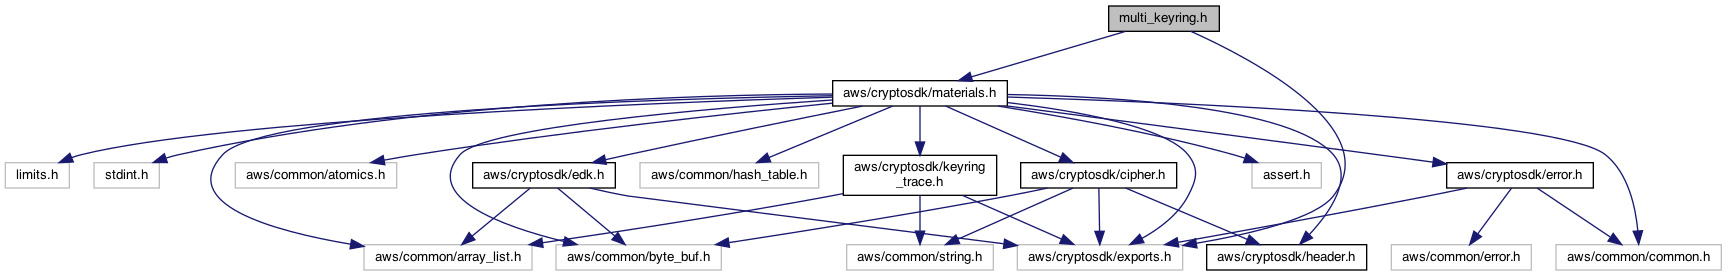 multi_keyring.h
aws/cryptosdk/materials.h
limits.h
stdint.h
aws/common/atomics.h
aws/cryptosdk/edk.h
aws/common/hash_table.h
aws/cryptosdk/keyring
_trace.h
aws/cryptosdk/cipher.h
assert.h
aws/cryptosdk/error.h
aws/common/array_list.h
aws/common/byte_buf.h
aws/common/string.h
aws/cryptosdk/exports.h
aws/cryptosdk/header.h
aws/common/error.h
aws/common/common.h